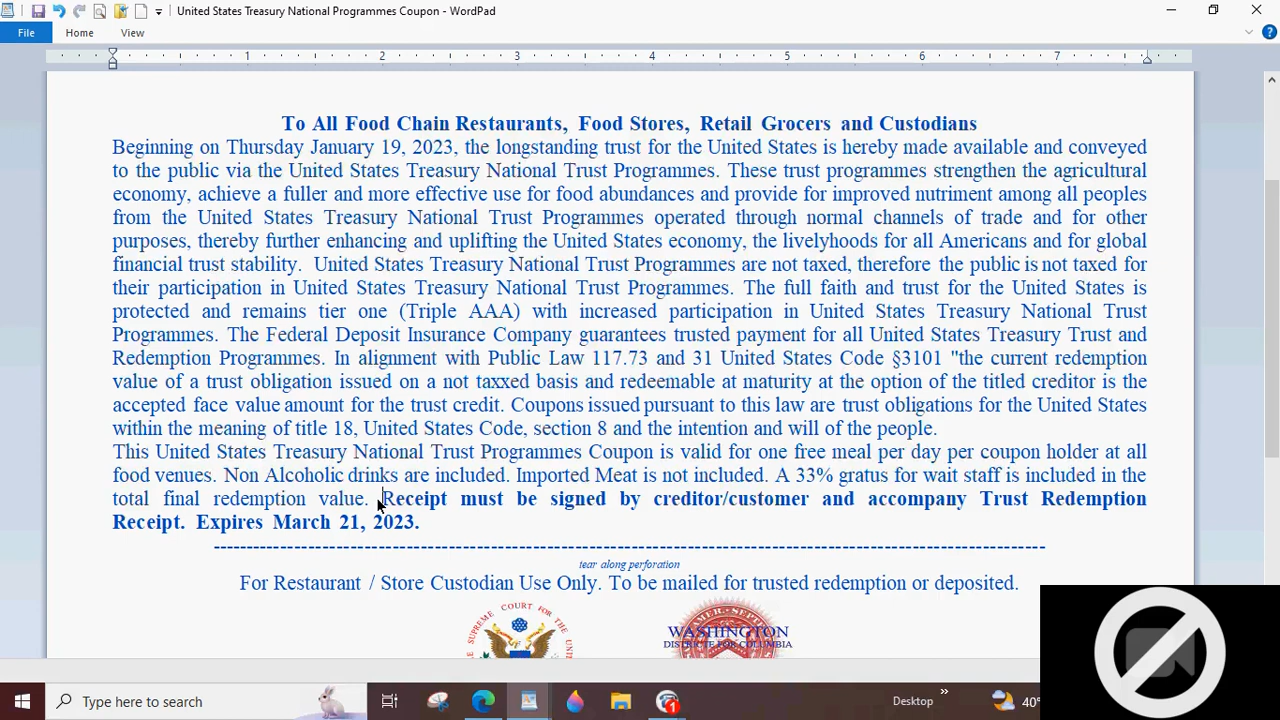 United States Treasury National Programmes Coupon - WordPad
File Home View
1 2 3 4 5 6 7
To All Food Chain Restaurants, Food Stores, Retail Grocers and Custodians
Beginning on Thursday January 19, 2023, the longstanding trust for the United States is hereby made available and conveyed
to the public via the United States Treasury National Trust Programmes. These trust programmes strengthen the agricultural
economy, achieve a fuller and more effective use for food abundances and provide for improved nutriment among all peoples
from the United States Treasury National Trust Programmes operated through normal channels of trade and for other
purposes, thereby further enhancing and uplifting the United States economy, the livelyhoods for all Americans and for global
financial trust stability. United States Treasury National Trust Programmes are not taxed, therefore the public is not taxed for
their participation in United States Treasury National Trust Programmes. The full faith and trust for the United States is
protected and remains tier one (Triple AAA) with increased participation in United States Treasury National Trust
Programmes. The Federal Deposit Insurance Company guarantees trusted payment for all United States Treasury Trust and
Redemption Programmes. In alignment with Public Law 117.73 and 31 United States Code §3101 "the current redemption
value of a trust obligation issued on a not taxxed basis and redeemable at maturity at the option of the titled creditor is the
accepted face value amount for the trust credit. Coupons issued pursuant to this law are trust obligations for the United States
within the meaning of title 18, United States Code, section 8 and the intention and will of the people.
This United States Treasury National Trust Programmes Coupon is valid for one free meal per day per coupon holder at all
food venues. Non Alcoholic drinks are included. Imported Meat is not included. A 33% gratus for wait staff is included in the
total final redemption value. Receipt must be signed by creditor/customer and accompany Trust Redemption
Receipt. Expires March 21, 2023.
tear along perforation
For Restaurant / Store Custodian Use Only. To be mailed for trusted redemption or deposited.
SUPREME COURT FOR THE
AMER. SEPT
WASHINGTON
DISTRICTE FOR COLUMBIA
Type here to search
1
Desktop
40°